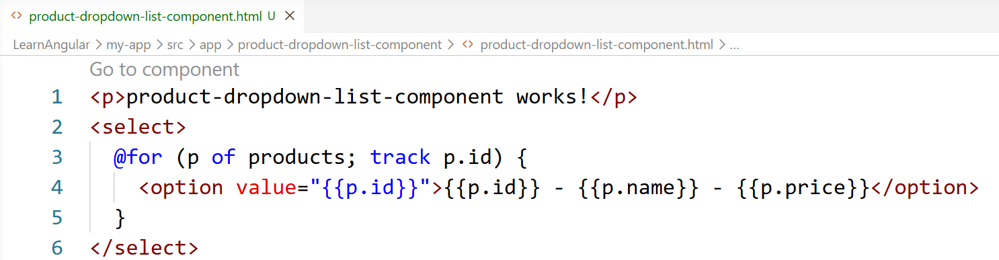 product-dropdown-list-component.html U
LearnAngular > my-app > src > app > product-dropdown-list-component > product-dropdown-list-component.html > ...
Go to component
1 <p>product-dropdown-list-component works!</p>
2 <select>
3   @for (p of products; track p.id) {
4     <option value="{{p.id}}">{{p.id}} - {{p.name}} - {{p.price}}</option>
5   }
6 </select>